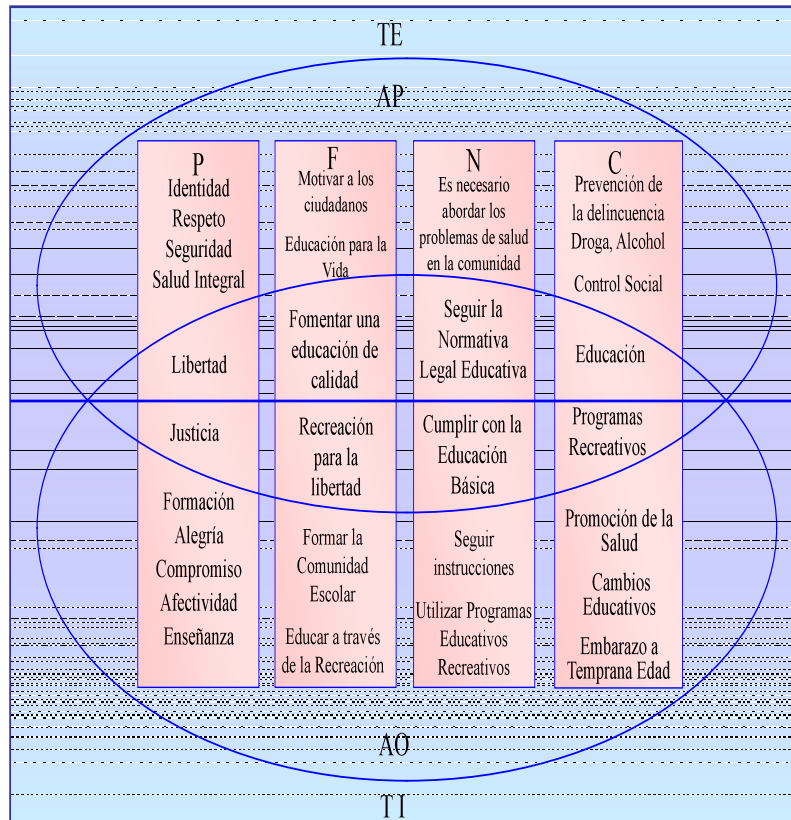 TE
AP
P
Identidad
Respeto
Seguridad
Salud Integral
Libertad
Justicia
Formación
Alegría
Compromiso
Afectividad
Enseñanza
F
Motivar a los
ciudadanos
Educación para la
Vida
Fomentar una
educación de
calidad
Recreación
para la
libertad
Formar la
Comunidad
Escolar
Educar a través
de la Recreación
N
Es necesario
abordar los
problemas de salud
en la comunidad
Seguir la
Normativa
Legal Educativa
Cumplir con la
Educación
Básica
Seguir
instrucciones
Utilizar Programas
Educativos
Recreativos
C
Prevención de
la delincuencia
Droga, Alcohol
Control Social
Educación
Programas
Recreativos
Promoción de la
Salud
Cambios
Educativos
Embarazo a
Temprana Edad
AO
T I